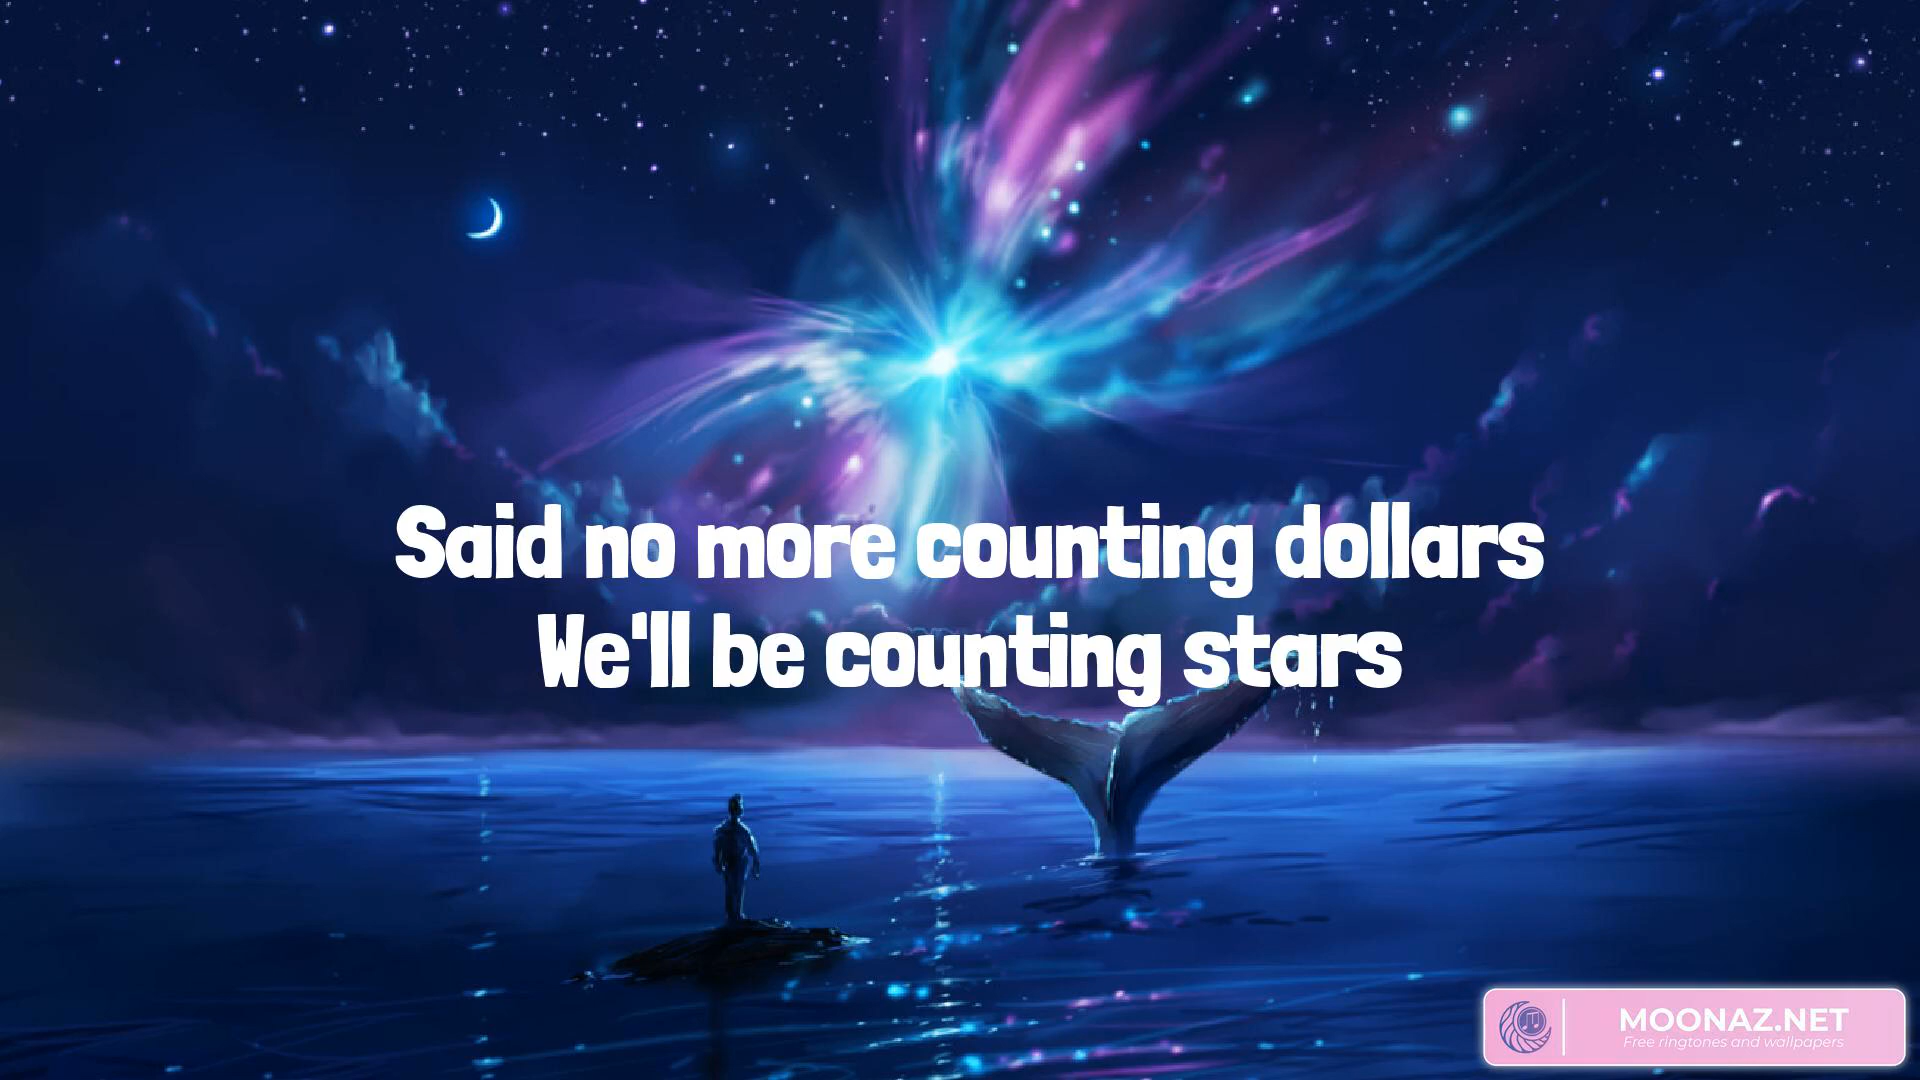 Said no more counting dollars
We'll be counting stars
MOONAZ.NET
Free ringtones and wallpapers